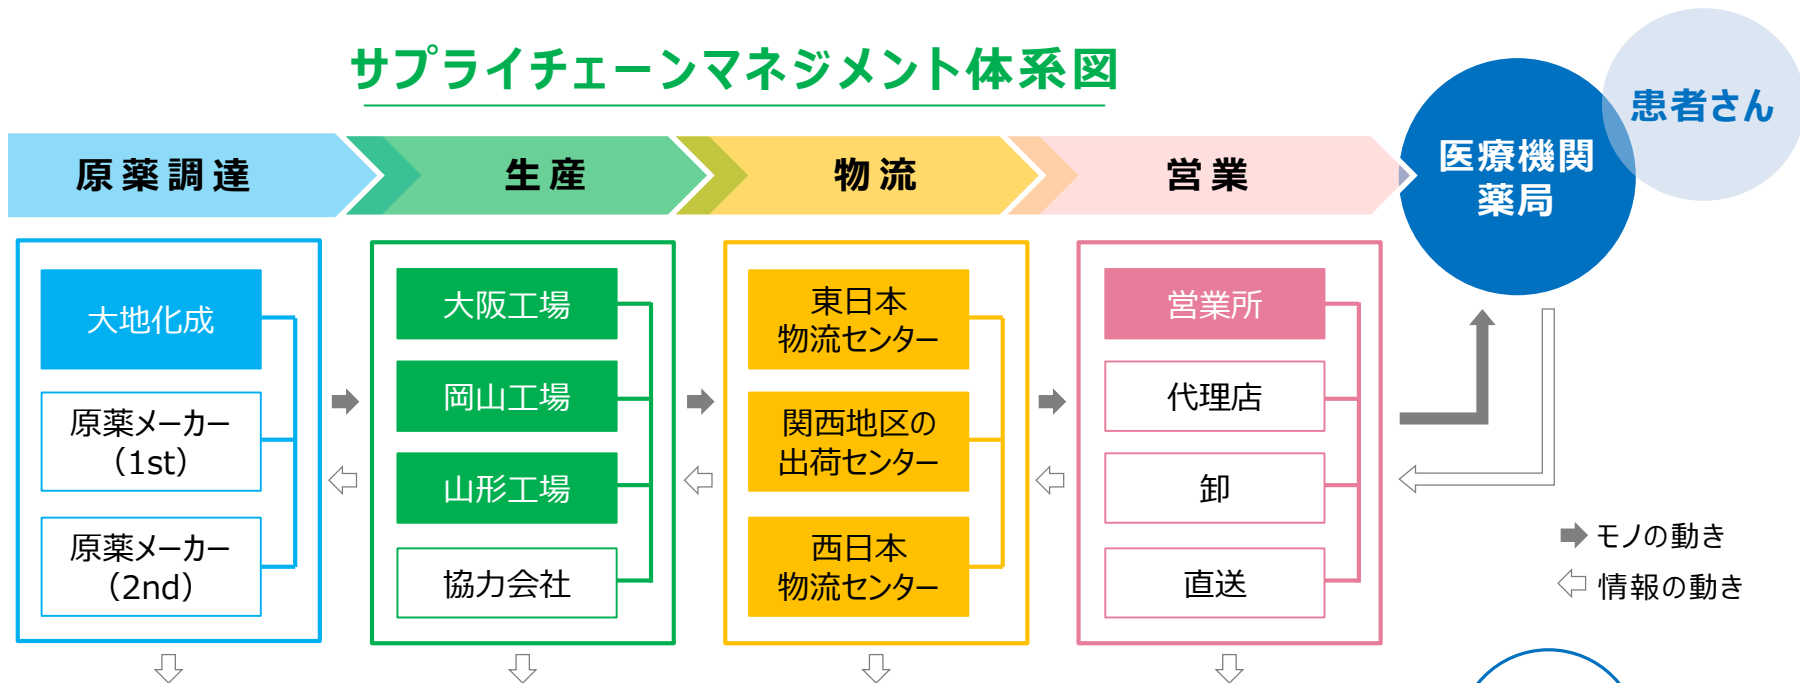 サプライチェーンマネジメント体系図
患者さん
医療機関
薬局
原薬調達
生産
物流
営業
大地化成
原薬メーカー
（1st）
原薬メーカー
（2nd）
大阪工場
岡山工場
山形工場
協力会社
東日本
物流センター
関西地区の
出荷センター
西日本
物流センター
営業所
代理店
卸
直送
モノの動き
情報の動き